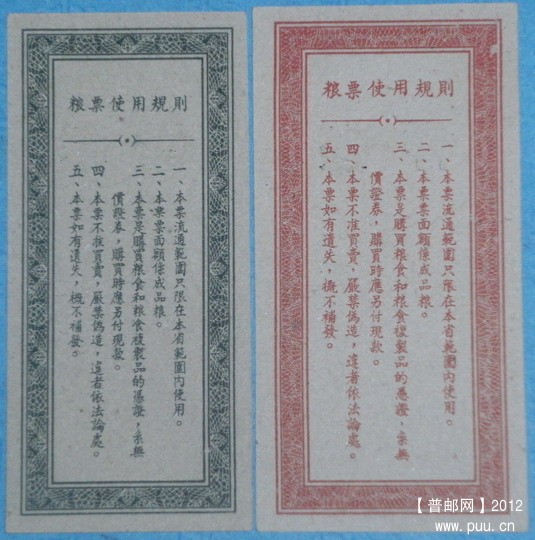 粮票使用規則
一、本票流通範圍只限在本省範圍内使用。
二、本票票面額係成品粮。
三、本票是購買粮食和粮食複製品的憑證，系無
價證券，購買時應另付現款。
四、本票不准買賣，嚴禁偽造，違者依法論處。
五、本票如有遺失，概不補發。
粮票使用規則
一、本票流通範圍只限在本省範圍内使用。
二、本票票面額係成品粮。
三、本票是購買粮食和粮食複製品的憑證，系無
價證券，購買時應另付現款。
四、本票不准買賣，嚴禁偽造，違者依法論處。
五、本票如有遺失，概不補發。
【普邮网】2012
www.puu.cn